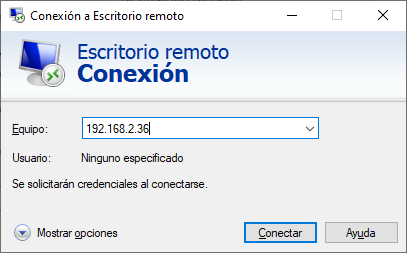 Conexión a Escritorio remoto
Escritorio remoto
Conexión
Equipo: 192.168.2.36
Usuario: Ninguno especificado
Se solicitarán credenciales al conectarse.
Mostrar opciones Conectar Ayuda